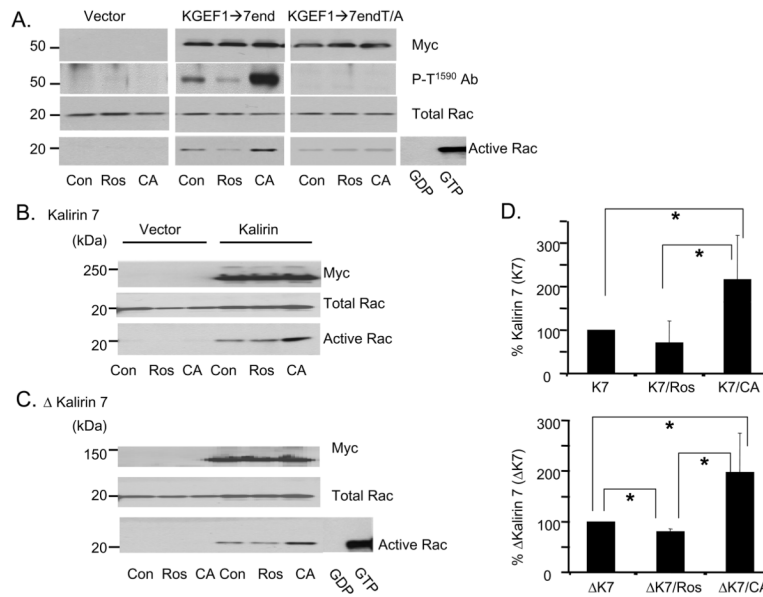 A.
Vector
KGEF1→7end
KGEF1→7endT/A
50
Myc
50
P-T1590 Ab
20
Total Rac
20
Active Rac
Con Ros CA Con Ros CA Con Ros CA GDP GTP
B. Kalirin 7
(kDa)
Vector
Kalirin
250
Myc
20
Total Rac
20
Active Rac
Con Ros CA Con Ros CA
C. Δ Kalirin 7
(kDa)
150
Myc
20
Total Rac
20
Active Rac
Con Ros CA Con Ros CA GDP GTP
D.
% Kalirin 7 (K7)
300
200
100
0
*
*
K7 K7/Ros K7/CA
% ΔKalirin 7 (ΔK7)
300
200
100
0
*
*
*
ΔK7 ΔK7/Ros ΔK7/CA